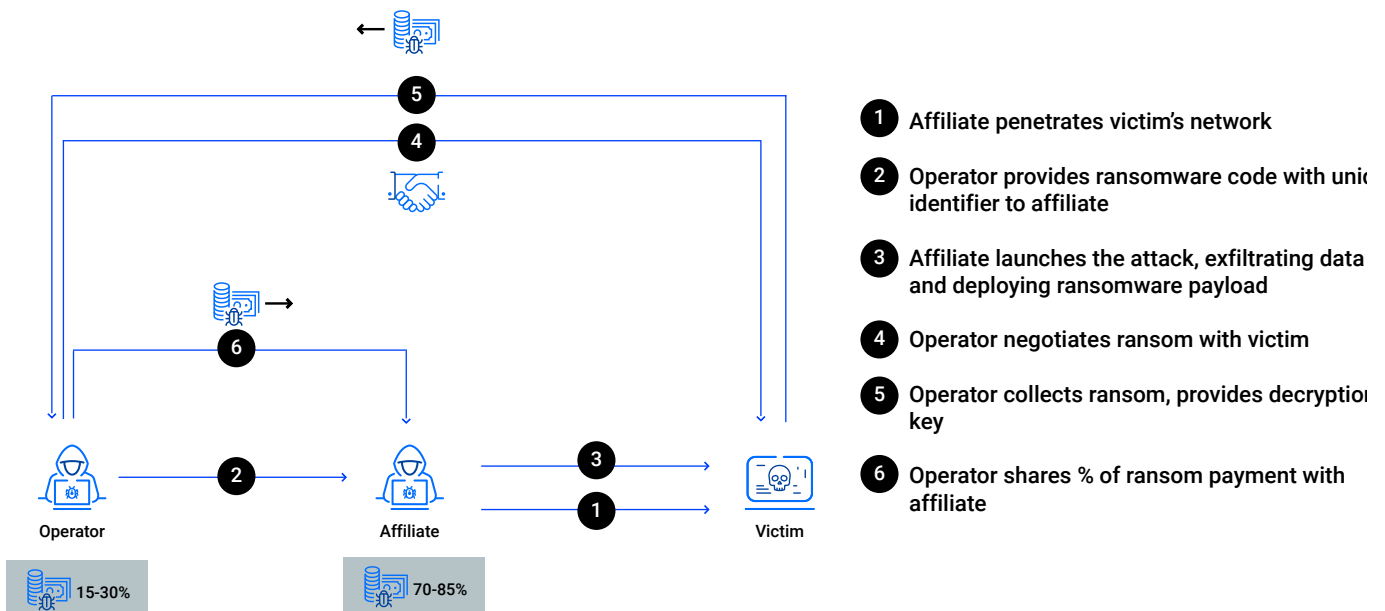 5
4
6
2
3
1
Operator
Affiliate
Victim
15-30%
70-85%
1 Affiliate penetrates victim’s network
2 Operator provides ransomware code with
identifier to affiliate
3 Affiliate launches the attack, exfiltrating data
and deploying ransomware payload
4 Operator negotiates ransom with victim
5 Operator collects ransom, provides
key
6 Operator shares % of ransom payment with
affiliate